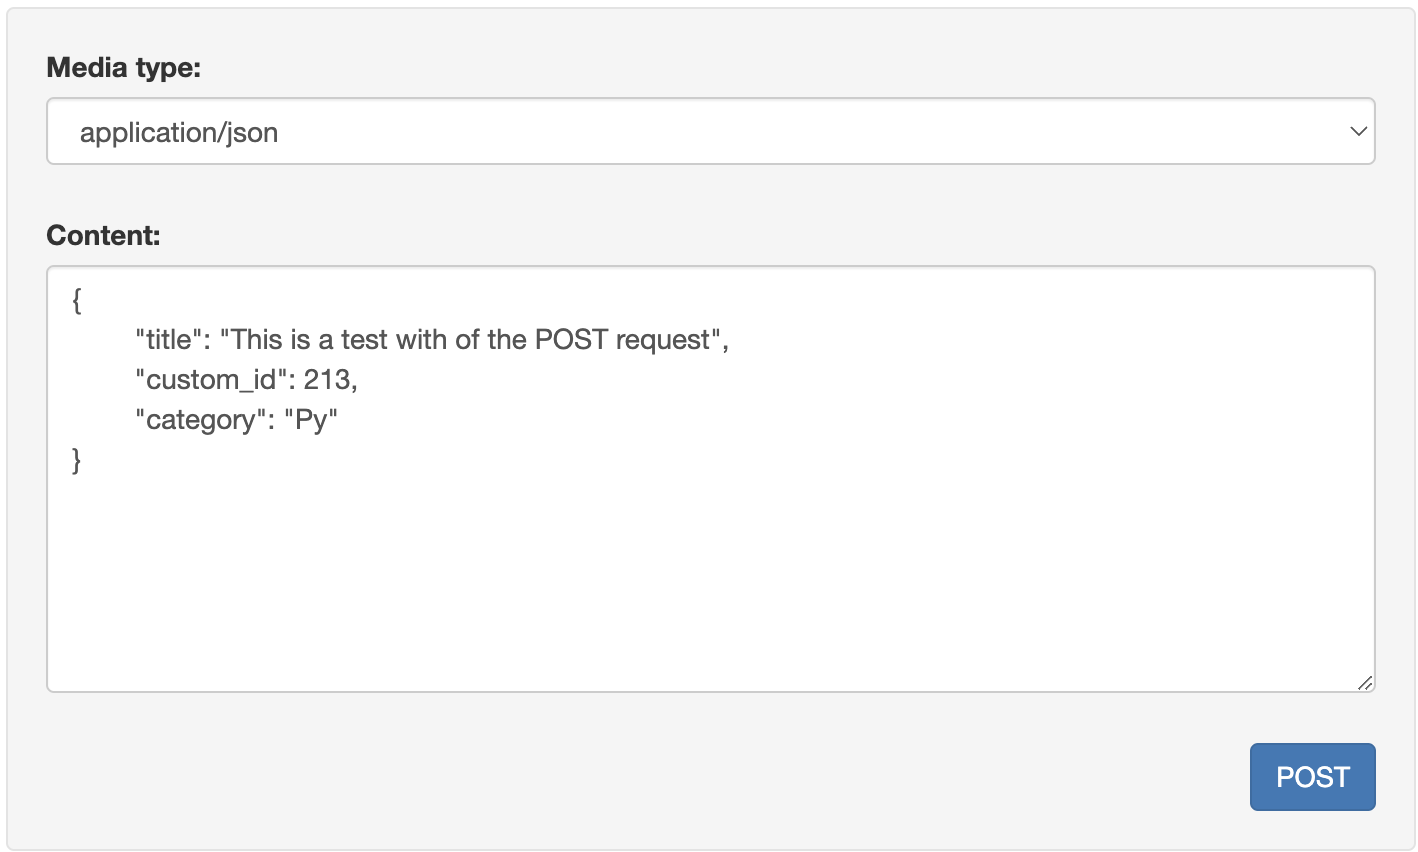 Media type:
application/json
Content:
{
"title": "This is a test with of the POST request",
"custom_id": 213,
"category": "Py"
}
POST